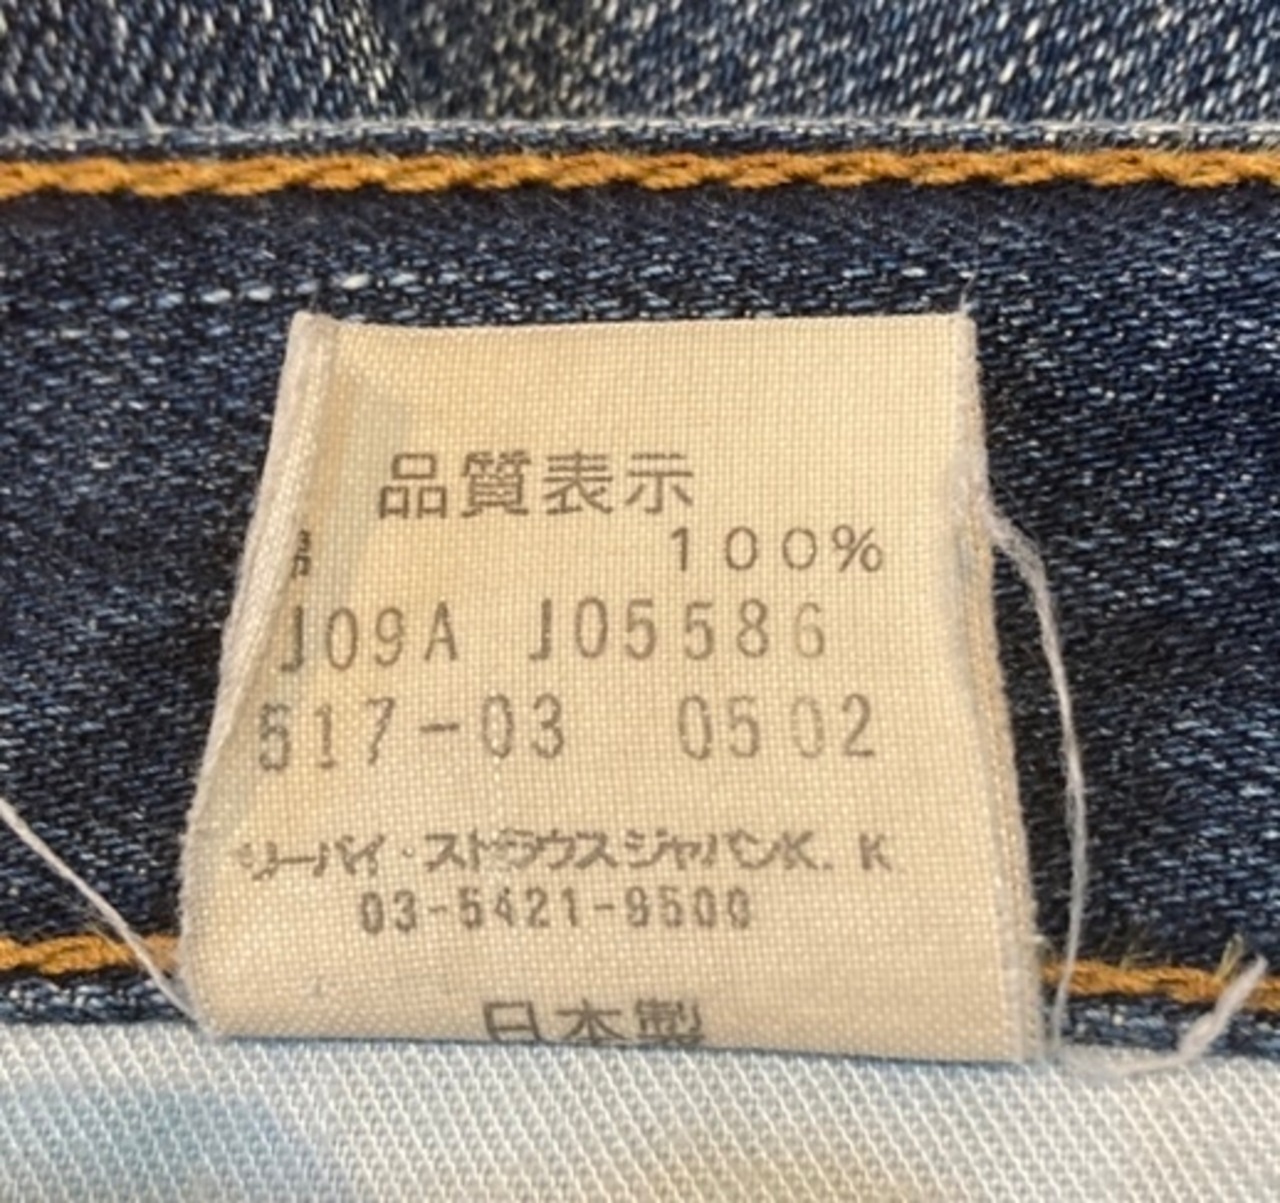 品質表示
100%
J09A J05586
517-03 0502
リーバイ・ストラウスジャパンK.K
03-5421-9500
日本製